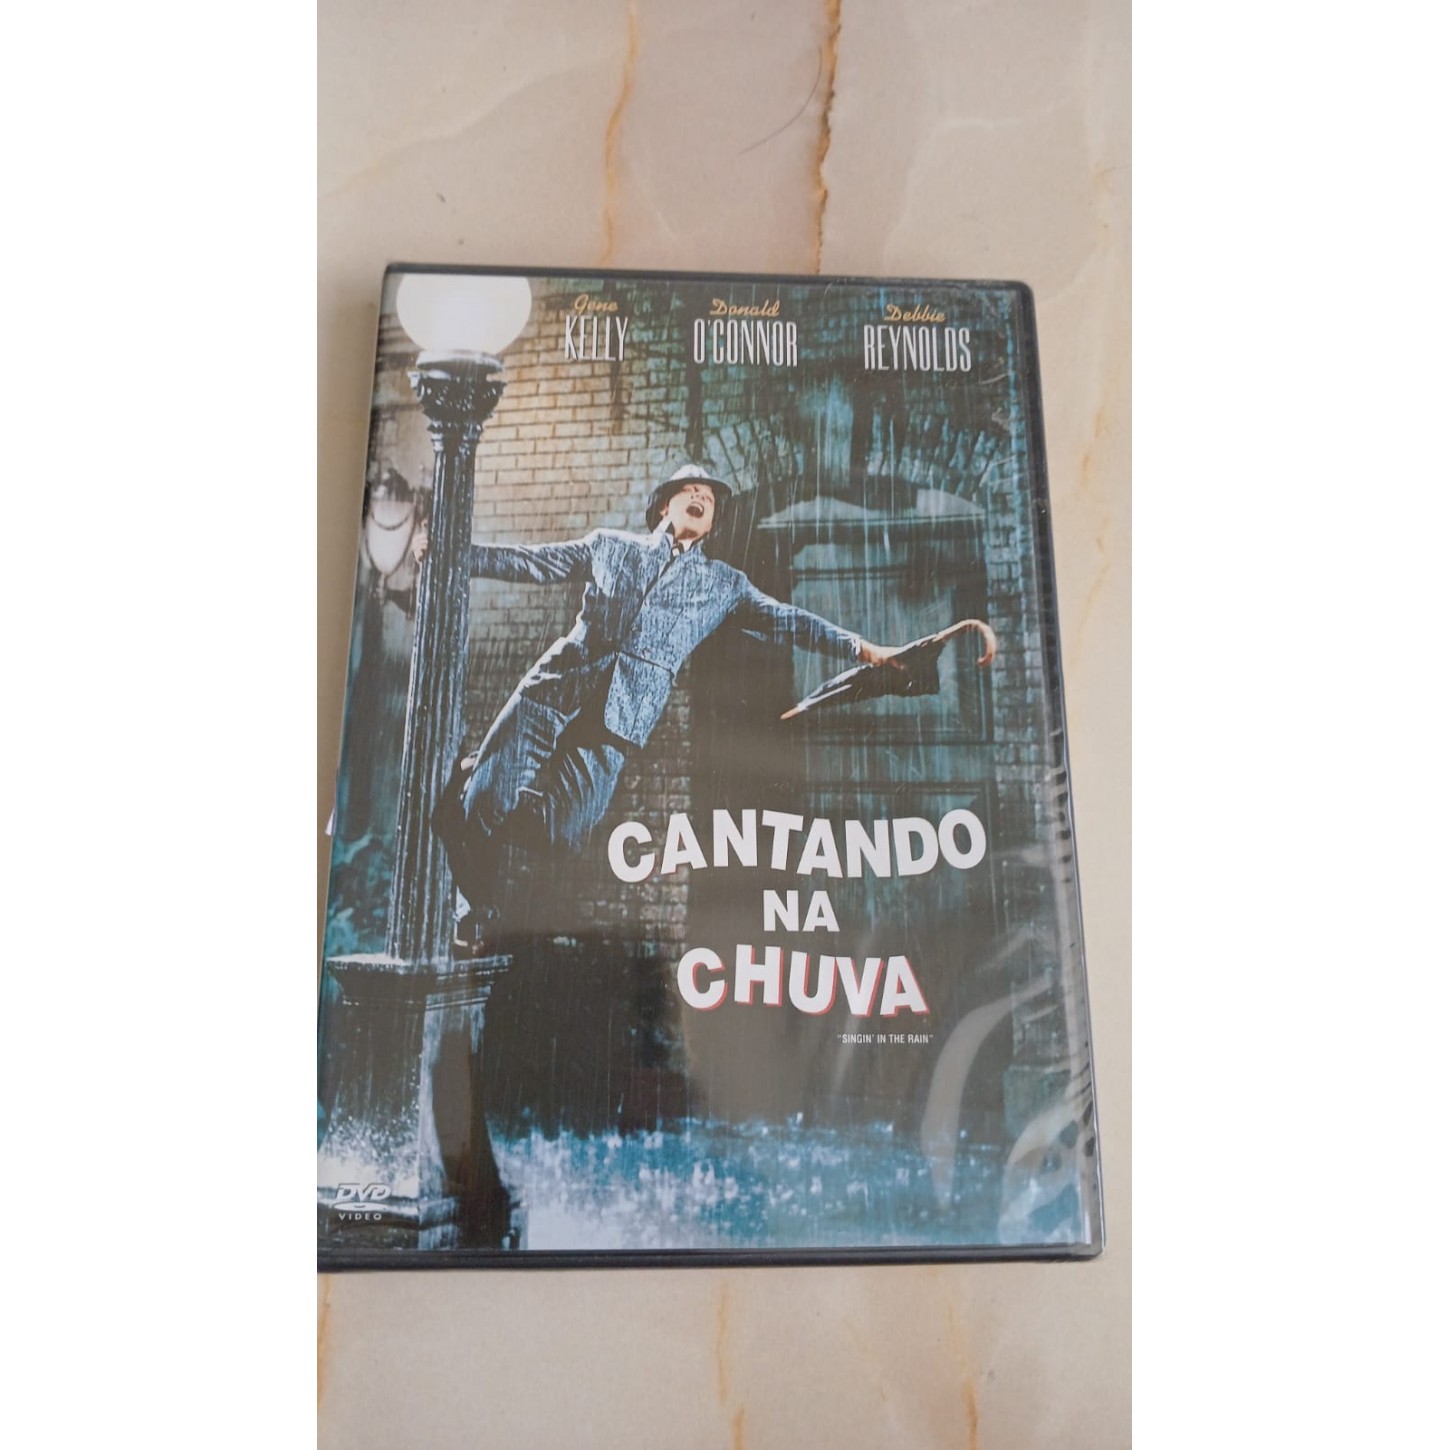 Gene
KELLY
Donald
O'CONNOR
Debbie
REYNOLDS
CANTANDO
NA
CHUVA
"SINGIN' IN THE RAIN"
DVD
VIDEO